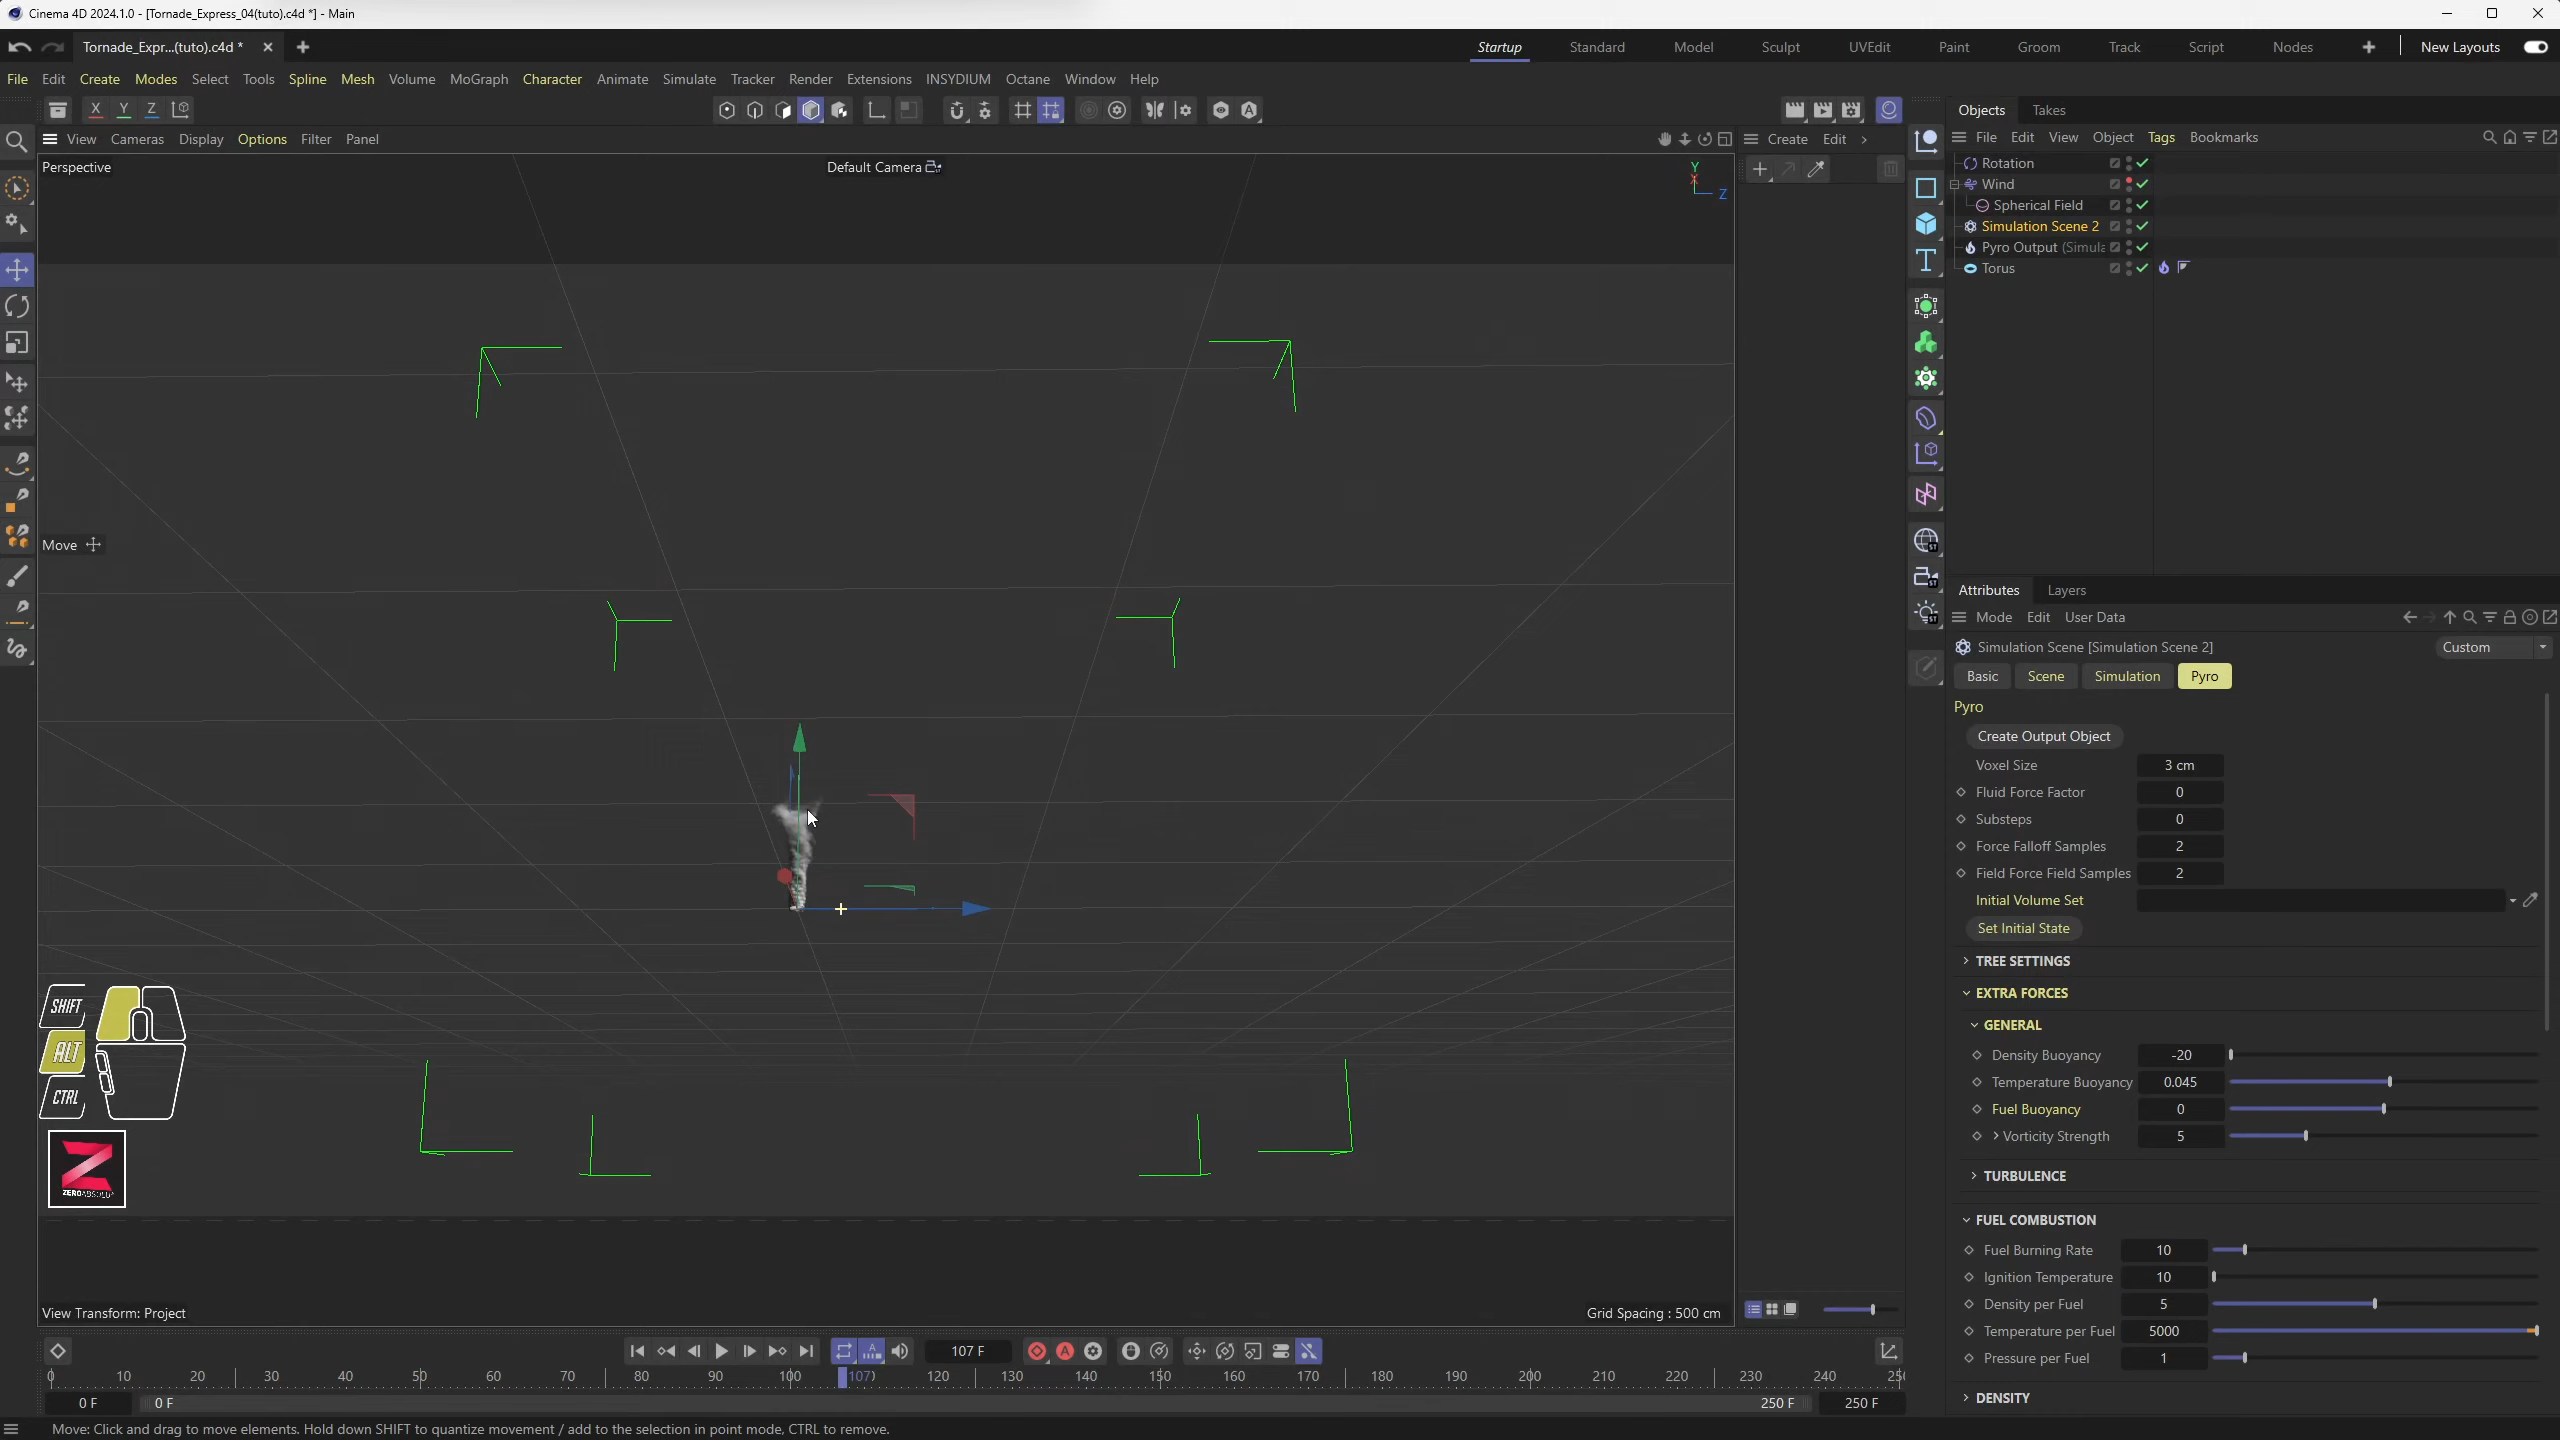 Cinema 4D 2024.1.0 - [Tornade_Express_04(tuto).c4d *] - Main
Tornade_Expr...(tuto).c4d *
Startup Standard Model Sculpt UVEdit Paint Groom Track Script Nodes New Layouts
File Edit Create Modes Select Tools Spline Mesh Volume MoGraph Character Animate Simulate Tracker Render Extensions INSYDIUM Octane Window Help
X Y Z
Objects Takes
View Cameras Display Options Filter Panel
Create Edit
File Edit View Object Tags Bookmarks
Perspective
Default Camera
Y
X
Z
Rotation
Wind
Spherical Field
Simulation Scene 2
Pyro Output (Simula
Torus
Move
Attributes Layers
Mode Edit User Data
Simulation Scene [Simulation Scene 2]
Custom
Basic Scene Simulation Pyro
Pyro
Create Output Object
Voxel Size 3 cm
Fluid Force Factor 0
Substeps 0
Force Falloff Samples 2
Field Force Field Samples 2
Initial Volume Set
Set Initial State
TREE SETTINGS
EXTRA FORCES
GENERAL
Density Buoyancy -20
Temperature Buoyancy 0.045
Fuel Buoyancy 0
Vorticity Strength 5
TURBULENCE
FUEL COMBUSTION
Fuel Burning Rate 10
Ignition Temperature 10
Density per Fuel 5
Temperature per Fuel 5000
Pressure per Fuel 1
DENSITY
SHIFT
ALT
CTRL
Z
ZEROABSOLU
View Transform: Project
Grid Spacing : 500 cm
107 F
0 10 20 30 40 50 60 70 80 90 100 107 120 130 140 150 160 170 180 190 200 210 220 230 240 25
0 F 0 F 250 F 250 F
Move: Click and drag to move elements. Hold down SHIFT to quantize movement / add to the selection in point mode, CTRL to remove.